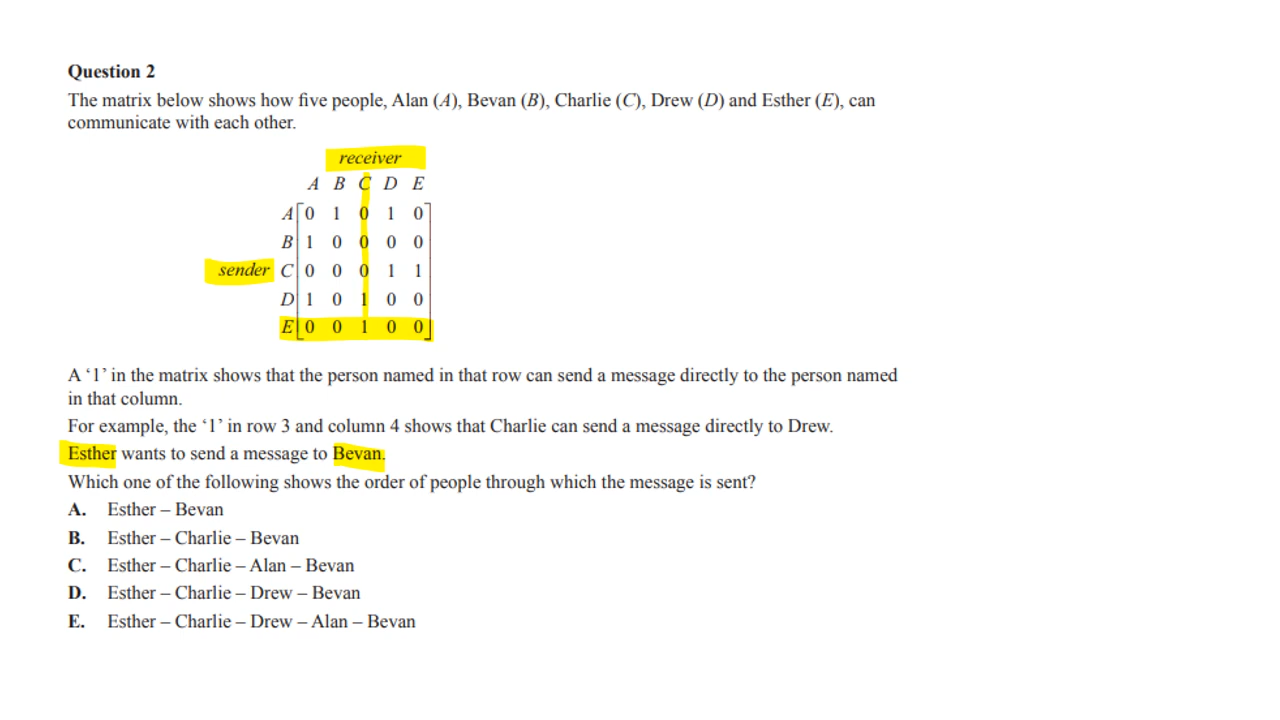 Question 2
The matrix below shows how five people, Alan (A), Bevan (B), Charlie (C), Drew (D) and Esther (E), can
communicate with each other.
receiver
A B C D E
A 0 1 0 1 0
B 1 0 0 0 0
sender C 0 0 0 1 1
D 1 0 1 0 0
E 0 0 1 0 0
A ‘1’ in the matrix shows that the person named in that row can send a message directly to the person named
in that column.
For example, the ‘1’ in row 3 and column 4 shows that Charlie can send a message directly to Drew.
Esther wants to send a message to Bevan.
Which one of the following shows the order of people through which the message is sent?
A. Esther – Bevan
B. Esther – Charlie – Bevan
C. Esther – Charlie – Alan – Bevan
D. Esther – Charlie – Drew – Bevan
E. Esther – Charlie – Drew – Alan – Bevan